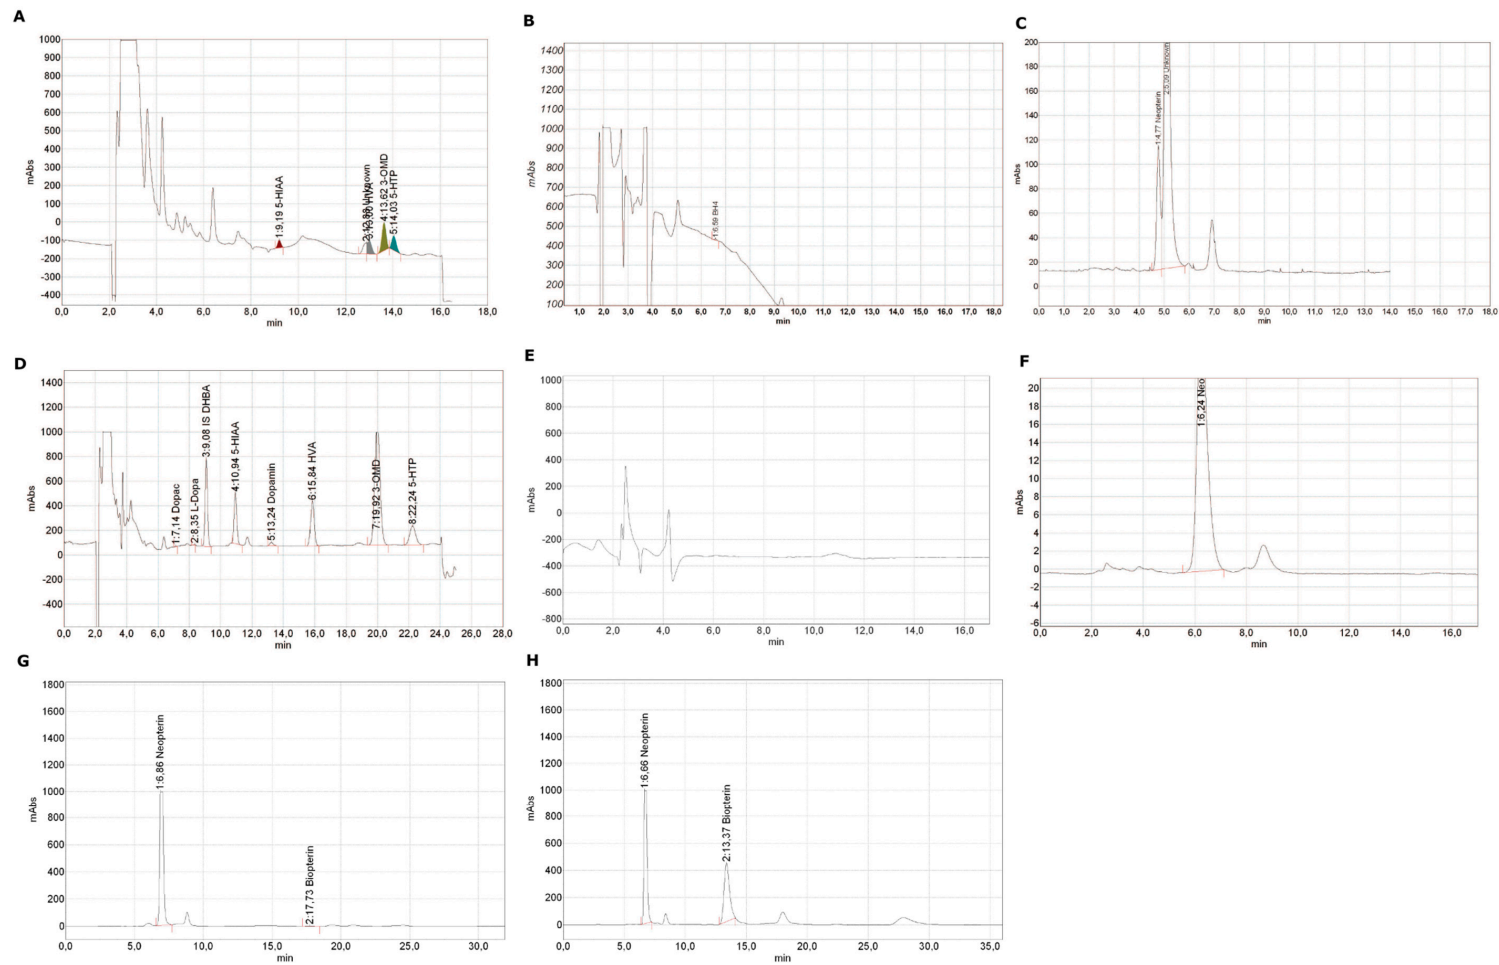 A
1000
900
800
700
600
500
400
300
200
100
0
-100
-200
-300
-400
mAbs
1:9,19 5-HIAA
4:13,62 3-OMD
5:14,03 5-HTP
0,0 2,0 4,0 6,0 8,0 10,0 12,0 14,0 16,0 18,0
min
B
1400
1300
1200
1100
1000
900
800
700
600
500
400
300
200
100
mAbs
1:6,59 BH4
1,0 2,0 3,0 4,0 5,0 6,0 7,0 8,0 9,0 10,0 11,0 12,0 13,0 14,0 15,0 16,0 17,0 18,0
min
C
200
180
160
140
120
100
80
60
40
20
0
mAbs
1:4,77 Neopterin
2:5,09 Unknown
0,0 1,0 2,0 3,0 4,0 5,0 6,0 7,0 8,0 9,0 10,0 11,0 12,0 13,0 14,0 15,0 16,0 17,0 18,0
min
D
1400
1200
1000
800
600
400
200
0
-200
-400
mAbs
1:7,14 Dopac
2:8,35 L-Dopa
3:9,08 IS DHBA
4:10,94 5-HIAA
5:13,24 Dopamin
6:15,84 HVA
7:19,92 3-OMD
8:22,24 5-HTP
0,0 2,0 4,0 6,0 8,0 10,0 12,0 14,0 16,0 18,0 20,0 22,0 24,0 26,0 28,0
min
E
1000
800
600
400
200
0
-200
-400
-600
-800
mAbs
0,0 2,0 4,0 6,0 8,0 10,0 12,0 14,0 16,0
min
F
20
18
16
14
12
10
8
6
4
2
0
-2
-4
-6
mAbs
1:6,24 Neo
0,0 2,0 4,0 6,0 8,0 10,0 12,0 14,0 16,0
min
G
1800
1600
1400
1200
1000
800
600
400
200
0
mAbs
1:6,86 Neopterin
2:17,73 Biopterin
0,0 5,0 10,0 15,0 20,0 25,0 30,0
min
H
1800
1600
1400
1200
1000
800
600
400
200
0
mAbs
1:6,66 Neopterin
2:13,37 Biopterin
0,0 5,0 10,0 15,0 20,0 25,0 30,0 35,0
min